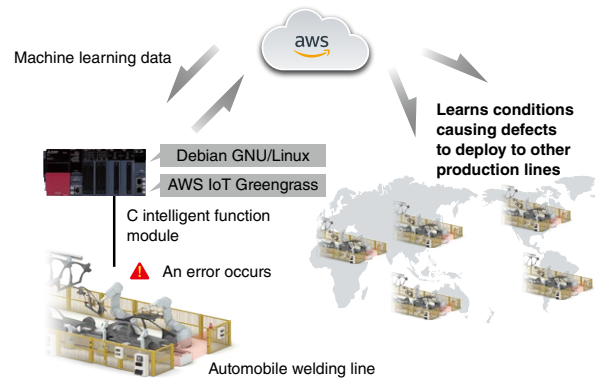 aws
Machine learning data
Learns conditions
causing defects
to deploy to other
production lines
Debian GNU/Linux
AWS IoT Greengrass
C intelligent function
module
An error occurs
Automobile welding line